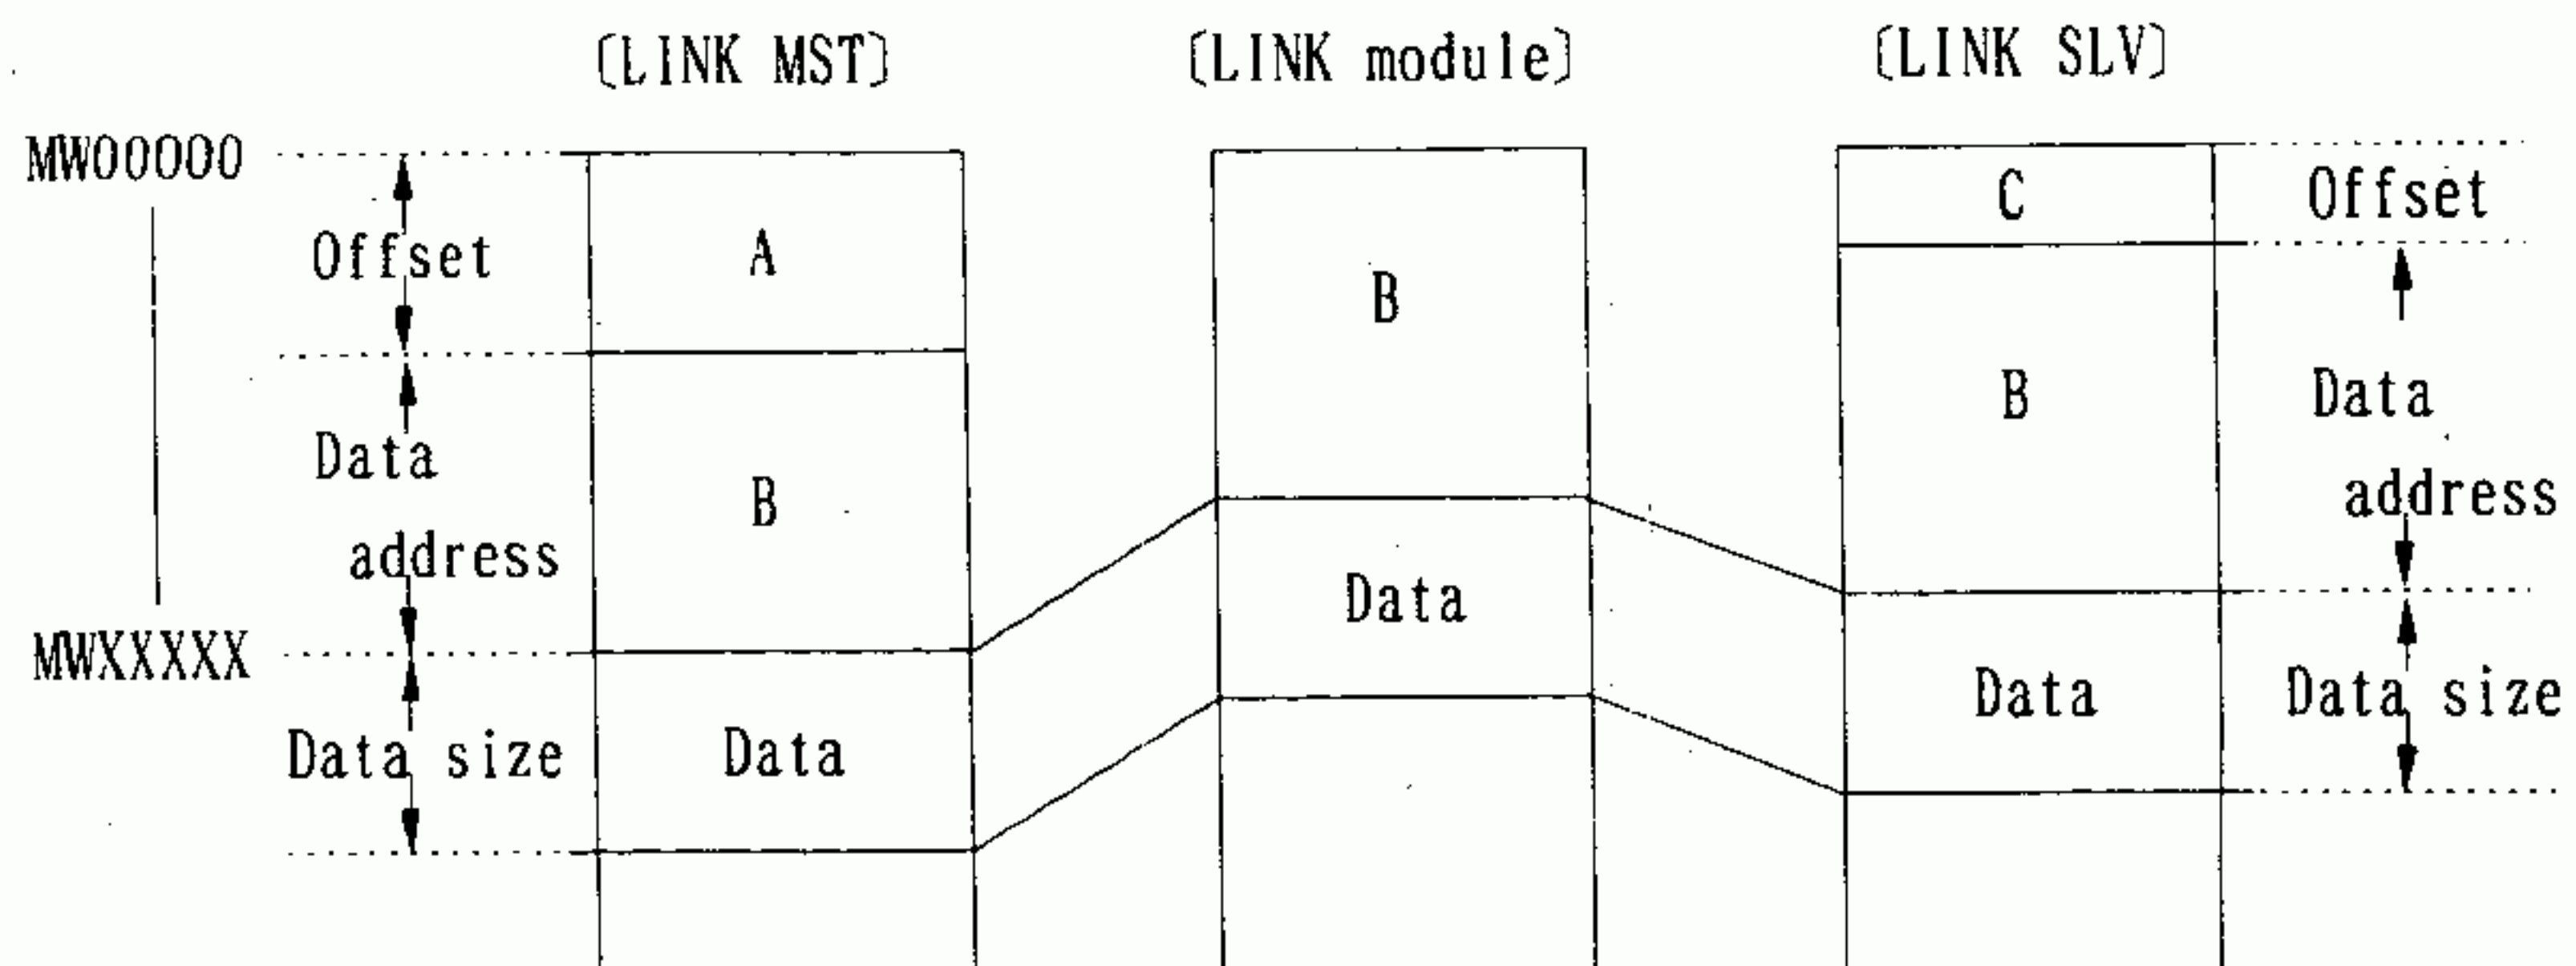 〔LINK MST〕 〔LINK module〕 〔LINK SLV〕
MW00000
A
C
Offset
Offset
B
B
Data
Data
B
address
address
Data
MWXXXXX
Data
Data size
Data size
Data